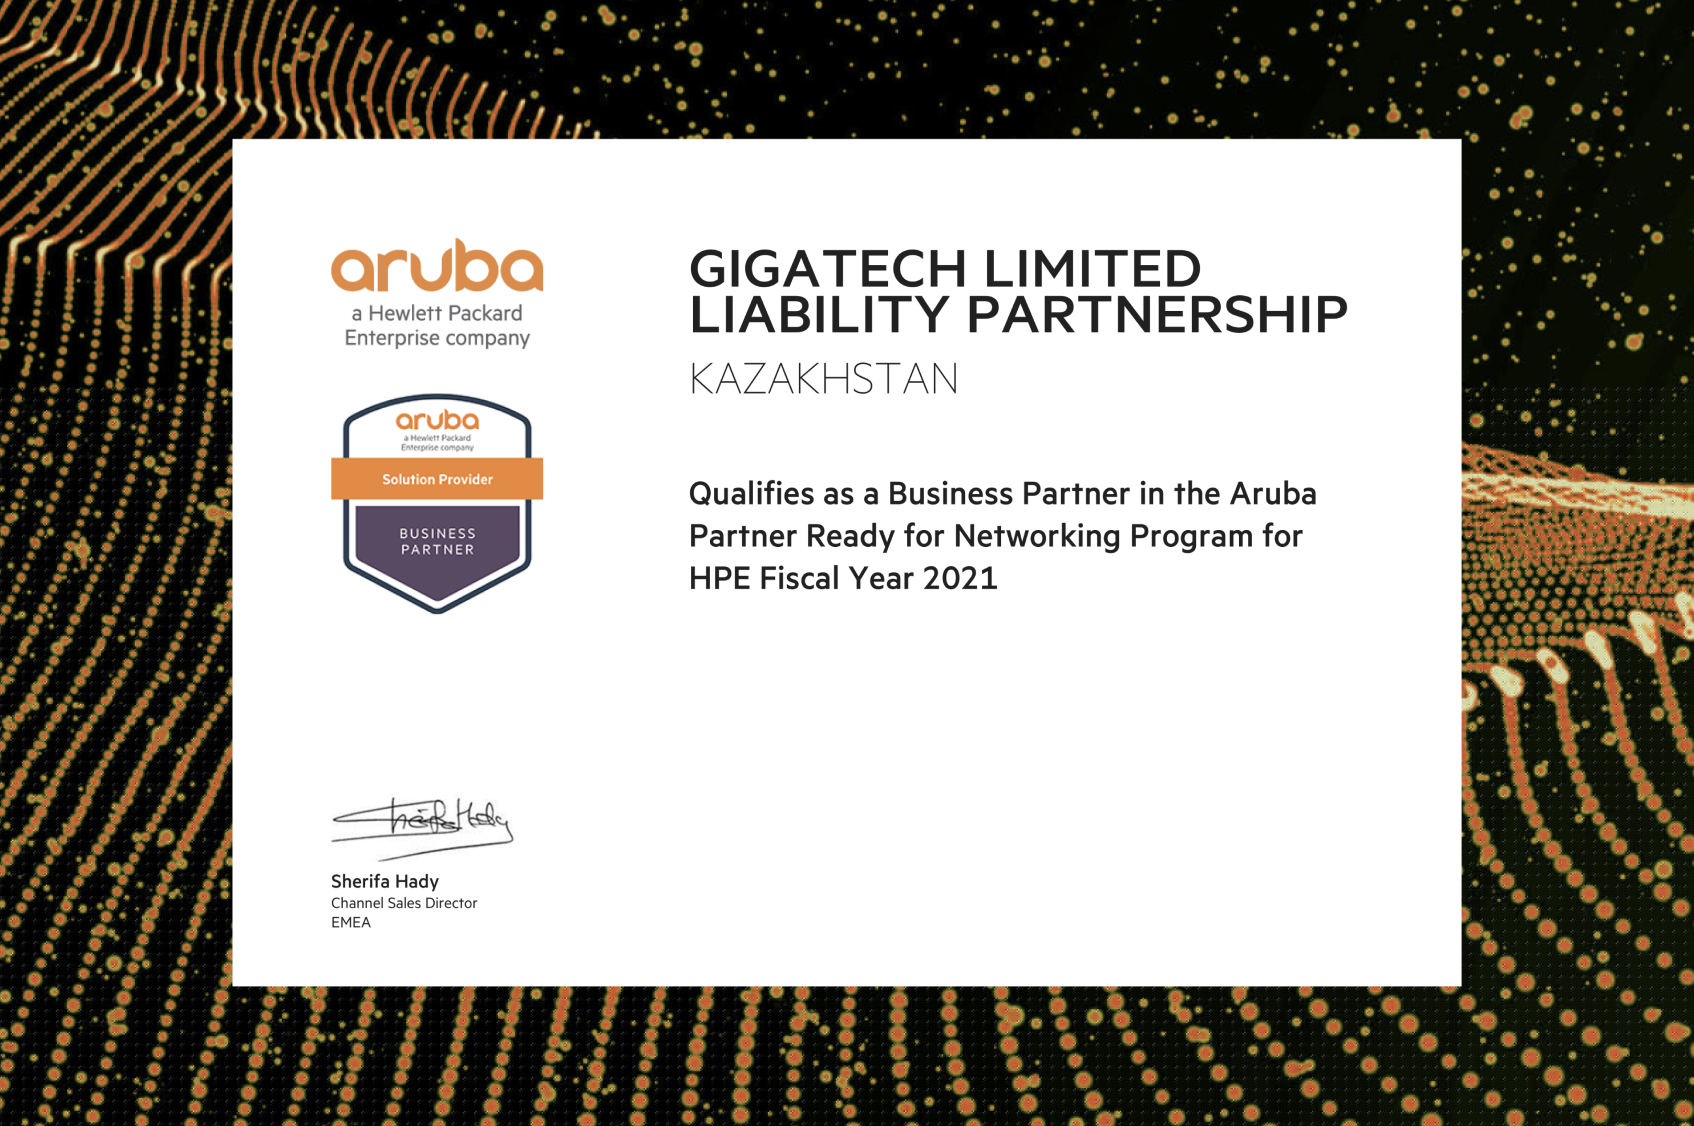 aruba
a Hewlett Packard
Enterprise company
aruba
a Hewlett Packard
Enterprise company
Solution Provider
BUSINESS
PARTNER
GIGATECH LIMITED
LIABILITY PARTNERSHIP
KAZAKHSTAN
Qualifies as a Business Partner in the Aruba
Partner Ready for Networking Program for
HPE Fiscal Year 2021
Sherifa Hady
Sherifa Hady
Channel Sales Director
EMEA